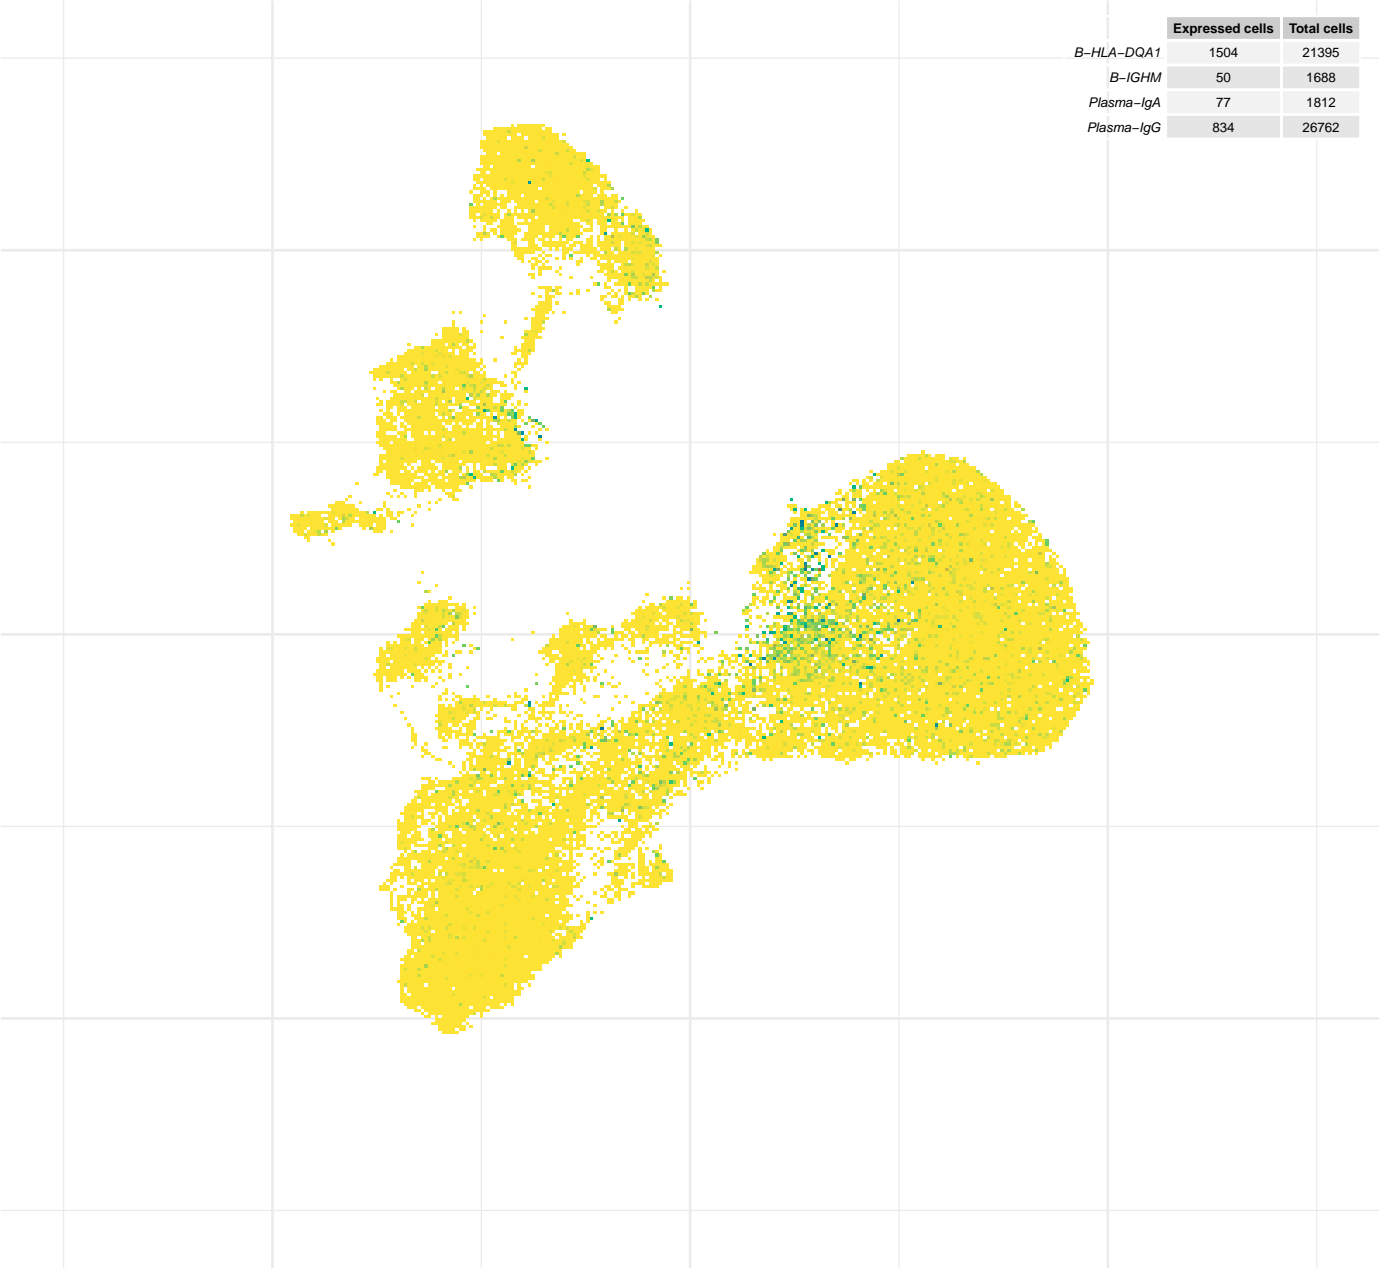 Expressed cells Total cells
B−HLA−DQA1 1504 21395
B−IGHM 50 1688
Plasma−IgA 77 1812
Plasma−IgG 834 26762